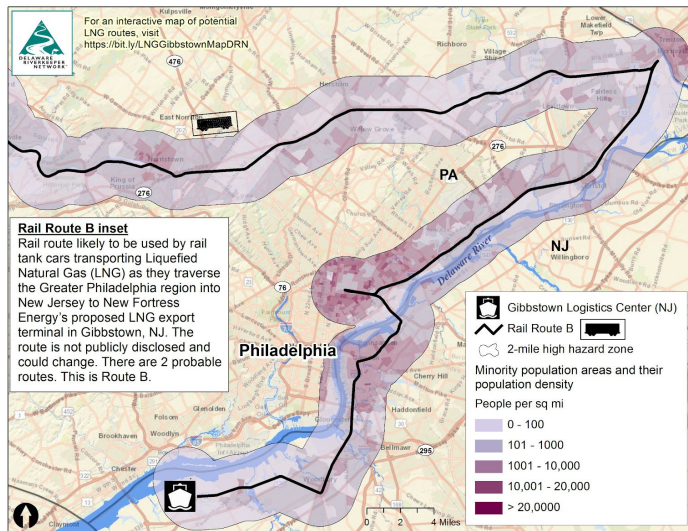 DELAWARE
RIVERKEEPER
NETWORK
For an interactive map of potential
LNG routes, visit
https://bit.ly/LNGGibbstownMapDRN
Lower
Makefield
Twp
Richboro
Village
476
East Norriton
Willow Grove
Norristown
King of
Prussia
276
276
PA
NJ
Willingboro
Delaware River
Rail Route B inset
Rail route likely to be used by rail
tank cars transporting Liquefied
Natural Gas (LNG) as they traverse
the Greater Philadelphia region into
New Jersey to New Fortress
Energy's proposed LNG export
terminal in Gibbstown, NJ. The
route is not publicly disclosed and
could change. There are 2 probable
routes. This is Route B.
76
Philadelphia
Cherry Hill
Haddonfield
Bellmawr
295
Glenolden
Folsom
Woodlyn
Brookhaven
Chester
291
Claymont
Woodbury
0 2 4 Miles
Gibbstown Logistics Center (NJ)
Rail Route B
2-mile high hazard zone
Minority population areas and their
population density
People per sq mi
0 - 100
101 - 1000
1001 - 10,000
10,001 - 20,000
> 20,0000